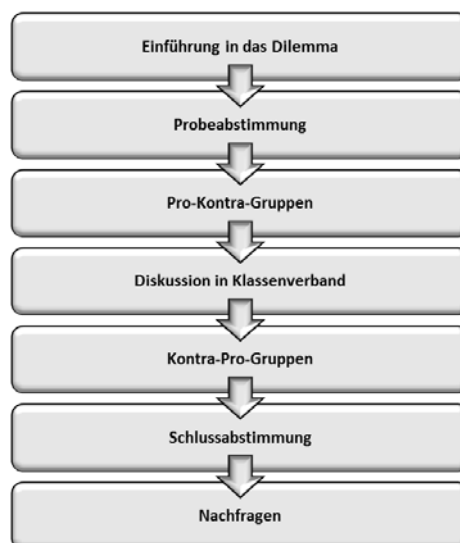 Einführung in das Dilemma
Probeabstimmung
Pro-Kontra-Gruppen
Diskussion in Klassenverband
Kontra-Pro-Gruppen
Schlussabstimmung
Nachfragen